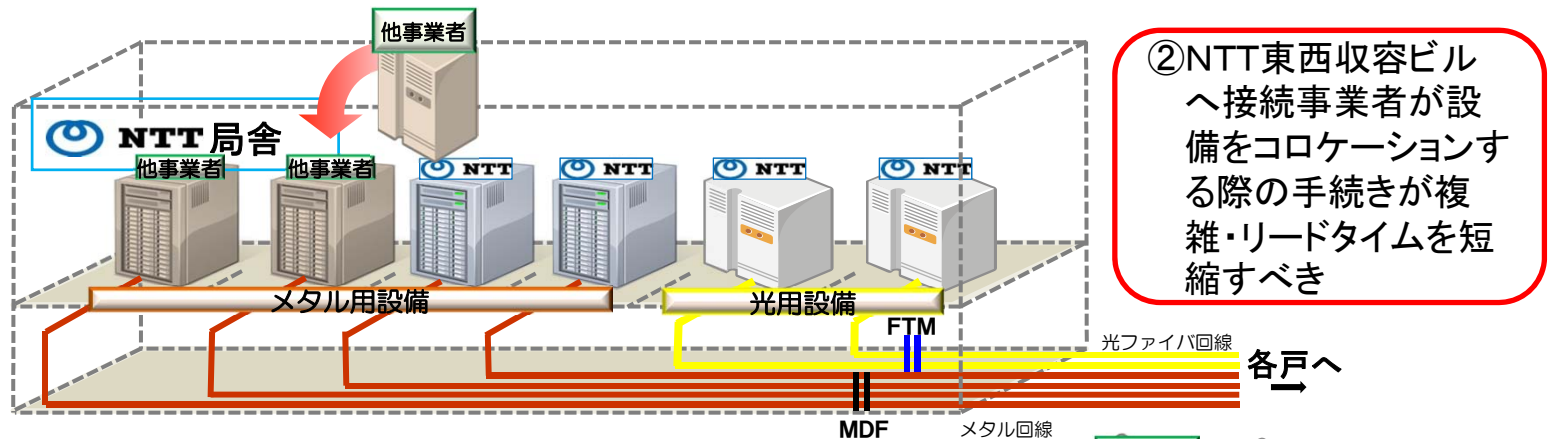 他事業者
NTT局舎
他事業者
他事業者
NTT
NTT
NTT
NTT
メタル用設備
光用設備
FTM
光ファイバ回線
各戸へ
MDF
メタル回線
②NTT東西収容ビル
へ接続事業者が設
備をコロケーションす
る際の手続きが複
雑・リードタイムを短
縮すべき